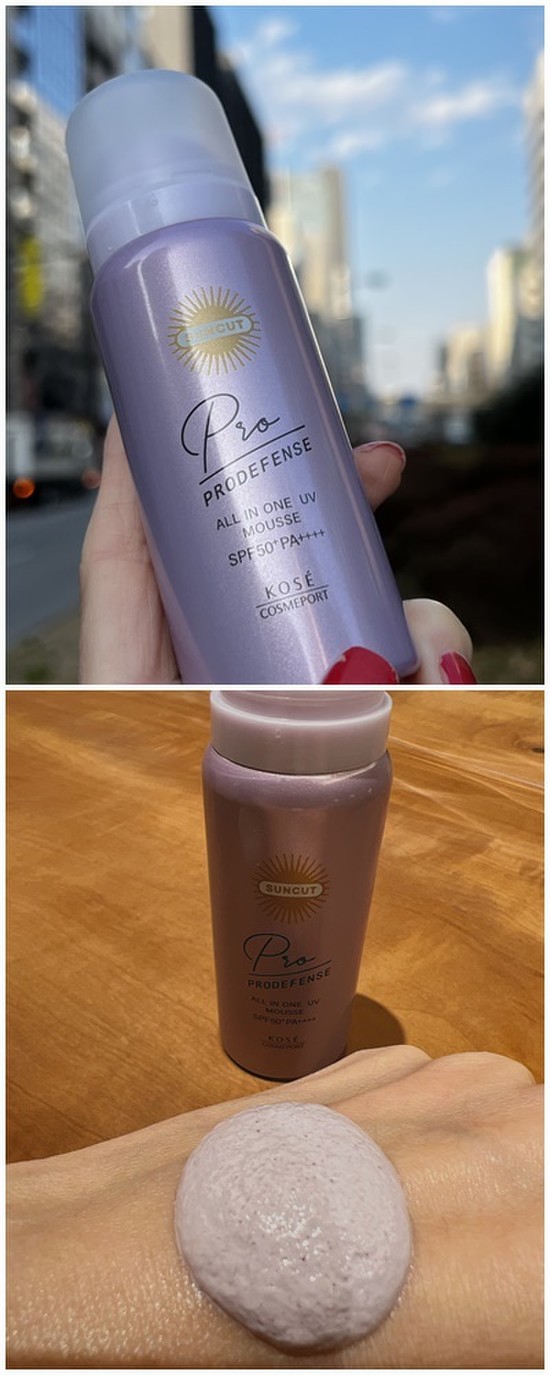 SUNCUT
Pro
PRODEFENSE
ALL IN ONE UV
MOUSSE
SPF50+PA++++
KOSÉ
COSMEPORT
SUNCUT
Pro
PRODEFENSE
ALL IN ONE UV
MOUSSE
SPF50+PA++++
KOSÉ
COSMEPORT